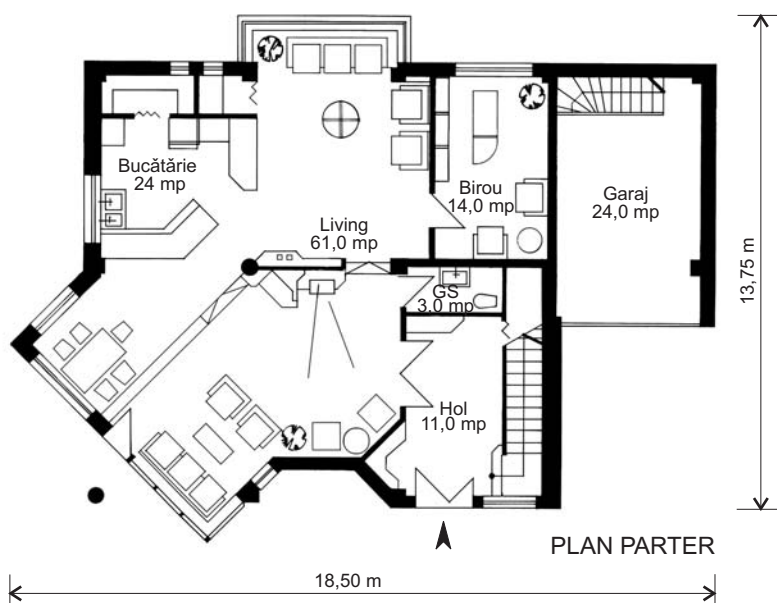 Bucătărie
24 mp
Living
61,0 mp
Birou
14,0 mp
Garaj
24,0 mp
GS
3.0 mp
Hol
11,0 mp
13,75 m
PLAN PARTER
18,50 m